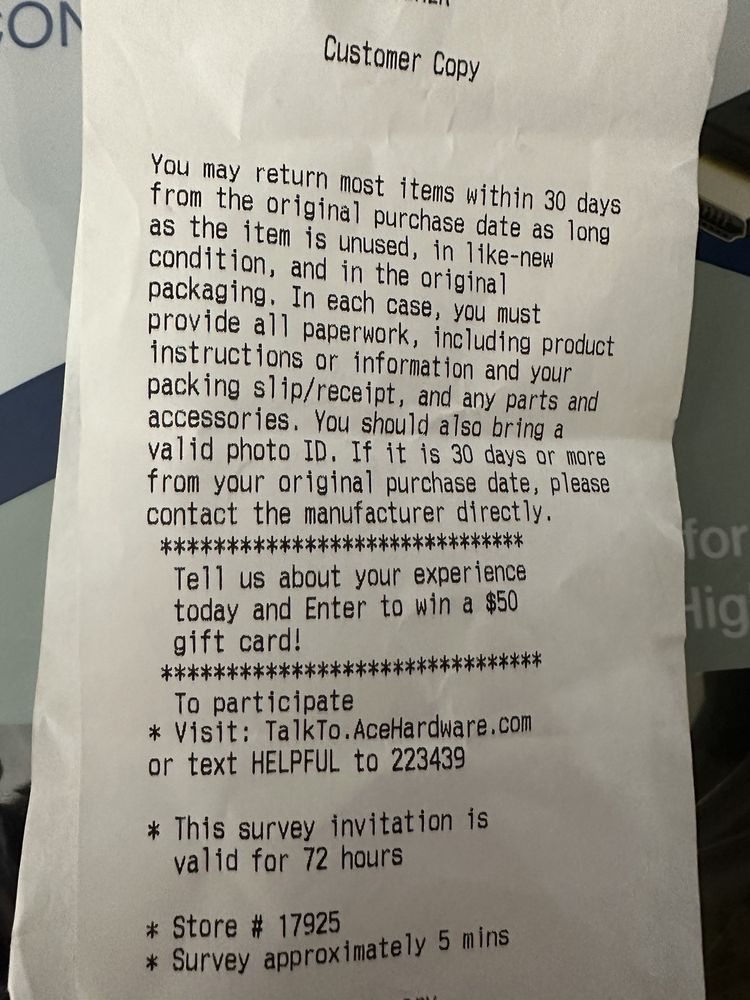 Customer Copy
You may return most items within 30 days
from the original purchase date as long
as the item is unused, in like-new
condition, and in the original
packaging. In each case, you must
provide all paperwork, including product
instructions or information and your
packing slip/receipt, and any parts and
accessories. You should also bring a
valid photo ID. If it is 30 days or more
from your original purchase date, please
contact the manufacturer directly.
******************************
Tell us about your experience
today and Enter to win a $50
gift card!
********************************
To participate
* Visit: TalkTo.AceHardware.com
or text HELPFUL to 223439
* This survey invitation is
valid for 72 hours
* Store # 17925
* Survey approximately 5 mins
for